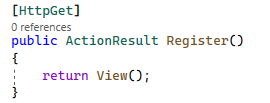 [HttpGet]
0 references
public ActionResult Register()
{
    return View();
}